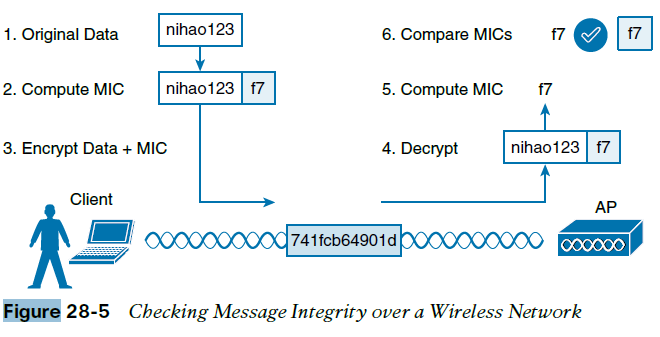 1. Original Data
nihao123
2. Compute MIC
nihao123 f7
3. Encrypt Data + MIC
Client
741fcb64901d
6. Compare MICs
f7
f7
5. Compute MIC
f7
4. Decrypt
nihao123 f7
AP
Figure 28-5 Checking Message Integrity over a Wireless Network